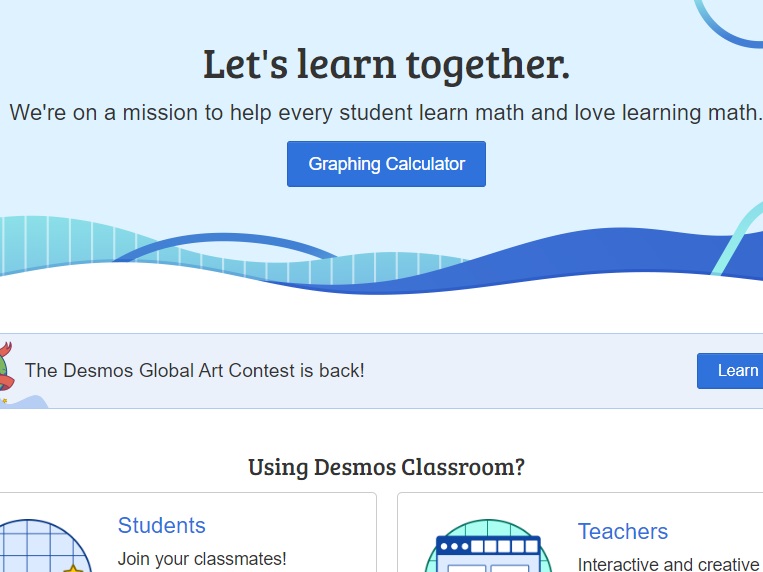 Let's learn together.
We're on a mission to help every student learn math and love learning math.
Graphing Calculator
The Desmos Global Art Contest is back!
Learn
Using Desmos Classroom?
Students
Join your classmates!
Teachers
Interactive and creative